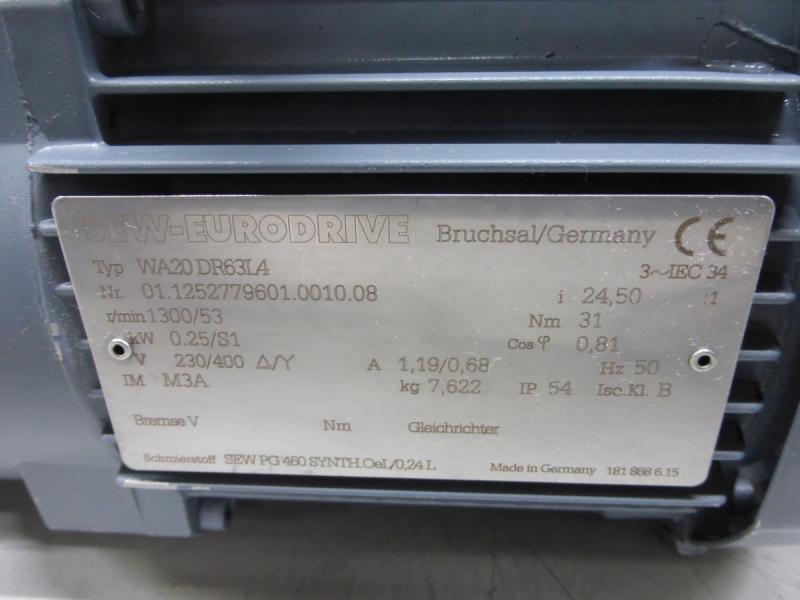 SEW-EURODRIVE Bruchsal/Germany CE
Typ WA20 DR63L4 3~IEC 34
Nr. 01.1252779601.0010.08 i 24,50 :1
r/min 1300/53 Nm 31
kW 0.25/S1 Cos φ 0,81
V 230/400 Δ/Y A 1,19/0,68 Hz 50
IM M3A kg 7,622 IP 54 Iso.Kl. B
Bremse V Nm Gleichrichter
Schmierstoff SEW PG 460 SYNTH.OeL/0,24 L Made in Germany 181 868 6.15